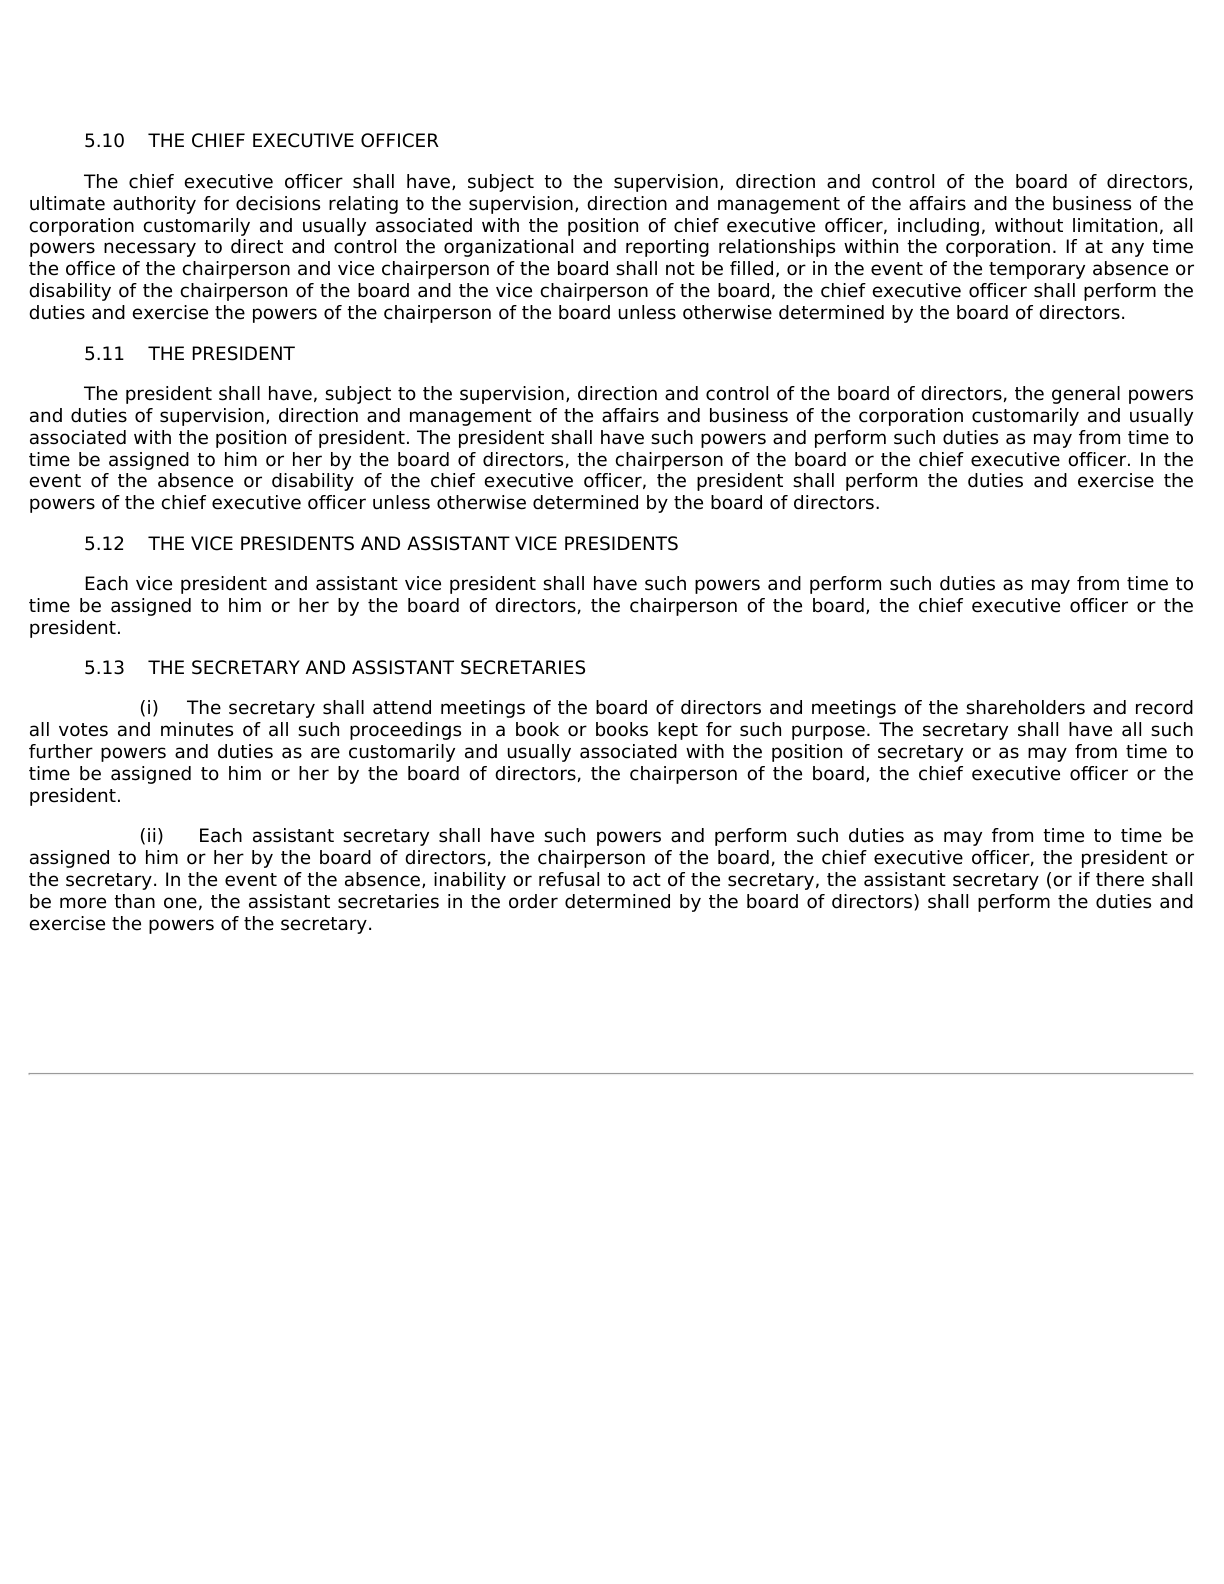 5.10 THE CHIEF EXECUTIVE OFFICER
The chief executive officer shall have, subject to the supervision, direction and control of the board of directors,
ultimate authority for decisions relating to the supervision, direction and management of the affairs and the business of the
corporation customarily and usually associated with the position of chief executive officer, including, without limitation, all
powers necessary to direct and control the organizational and reporting relationships within the corporation. If at any time
the office of the chairperson and vice chairperson of the board shall not be filled, or in the event of the temporary absence or
disability of the chairperson of the board and the vice chairperson of the board, the chief executive officer shall perform the
duties and exercise the powers of the chairperson of the board unless otherwise determined by the board of directors.
5.11 THE PRESIDENT
The president shall have, subject to the supervision, direction and control of the board of directors, the general powers
and duties of supervision, direction and management of the affairs and business of the corporation customarily and usually
associated with the position of president. The president shall have such powers and perform such duties as may from time to
time be assigned to him or her by the board of directors, the chairperson of the board or the chief executive officer. In the
event of the absence or disability of the chief executive officer, the president shall perform the duties and exercise the
powers of the chief executive officer unless otherwise determined by the board of directors.
5.12 THE VICE PRESIDENTS AND ASSISTANT VICE PRESIDENTS
Each vice president and assistant vice president shall have such powers and perform such duties as may from time to
time be assigned to him or her by the board of directors, the chairperson of the board, the chief executive officer or the
president.
5.13 THE SECRETARY AND ASSISTANT SECRETARIES
(i) The secretary shall attend meetings of the board of directors and meetings of the shareholders and record
all votes and minutes of all such proceedings in a book or books kept for such purpose. The secretary shall have all such
further powers and duties as are customarily and usually associated with the position of secretary or as may from time to
time be assigned to him or her by the board of directors, the chairperson of the board, the chief executive officer or the
president.
(ii) Each assistant secretary shall have such powers and perform such duties as may from time to time be
assigned to him or her by the board of directors, the chairperson of the board, the chief executive officer, the president or
the secretary. In the event of the absence, inability or refusal to act of the secretary, the assistant secretary (or if there shall
be more than one, the assistant secretaries in the order determined by the board of directors) shall perform the duties and
exercise the powers of the secretary.